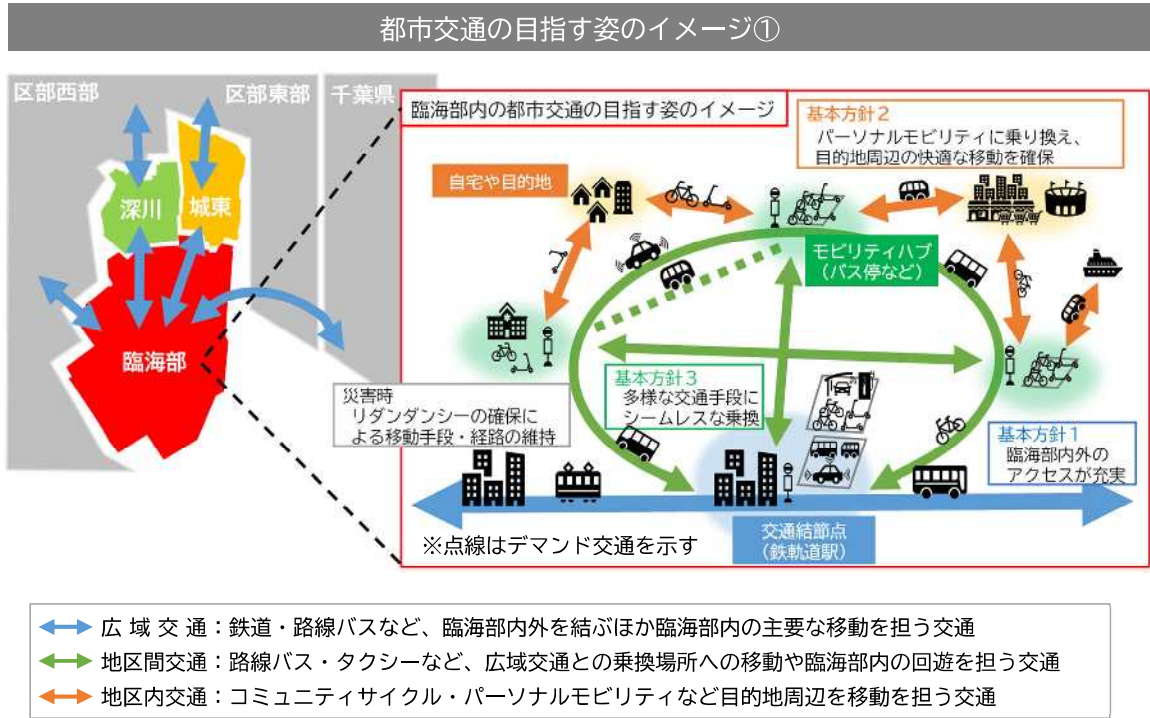 都市交通の目指す姿のイメージ①
区部西部
区部東部
千葉県
深川
城東
臨海部
臨海部内の都市交通の目指す姿のイメージ
基本方針2
パーソナルモビリティに乗り換え、
目的地周辺の快適な移動を確保
自宅や目的地
モビリティハブ
（バス停など）
基本方針3
多様な交通手段に
シームレスな乗換
災害時
リダンダンシーの確保に
よる移動手段・経路の維持
基本方針1
臨海部内外の
アクセスが充実
交通結節点
（鉄軌道駅）
※点線はデマンド交通を示す
広 域 交 通：鉄道・路線バスなど、臨海部内外を結ぶほか臨海部内の主要な移動を担う交通
地区間交通：路線バス・タクシーなど、広域交通との乗換場所への移動や臨海部内の回遊を担う交通
地区内交通：コミュニティサイクル・パーソナルモビリティなど目的地周辺を移動を担う交通